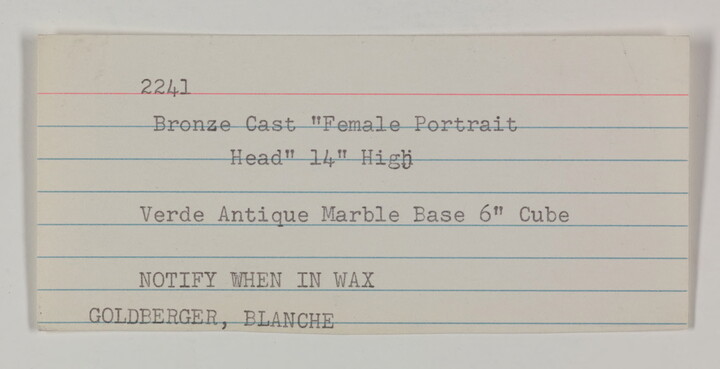 2241
Bronze Cast "Female Portrait
Head" 14" High
Verde Antique Marble Base 6" Cube
NOTIFY WHEN IN WAX
GOLDBERGER, BLANCHE